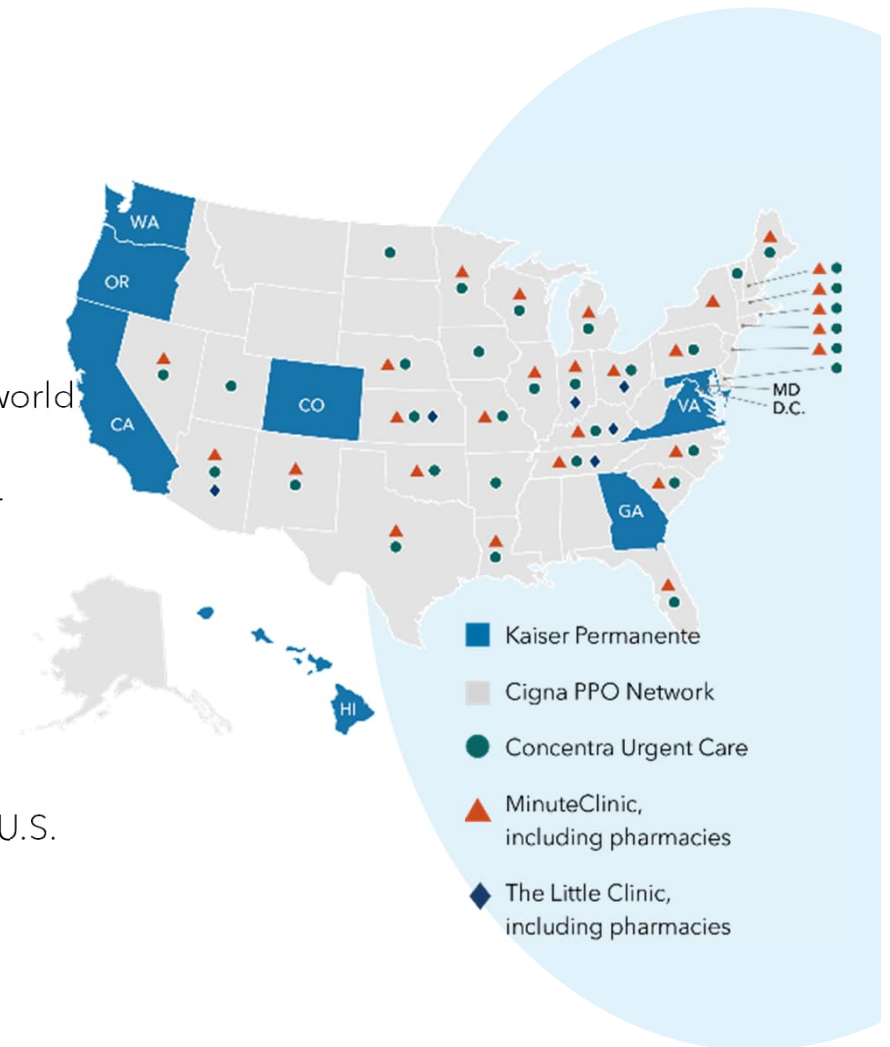 WA
OR
world
CO
CA
VA
MD
D.C.
GA
HI
U.S.
Kaiser Permanente
Cigna PPO Network
Concentra Urgent Care
MinuteClinic,
including pharmacies
The Little Clinic,
including pharmacies